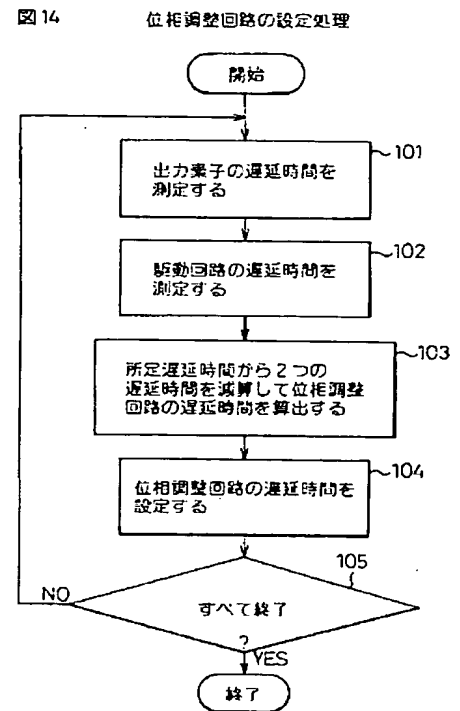 図14
位相調整回路の設定処理
開始
出力素子の遅延時間を
測定する
101
駆動回路の遅延時間を
測定する
102
所定遅延時間から2つの
遅延時間を減算して位相調整
回路の遅延時間を算出する
103
位相調整回路の遅延時間を
設定する
104
105
すべて終了
?
NO
YES
終了